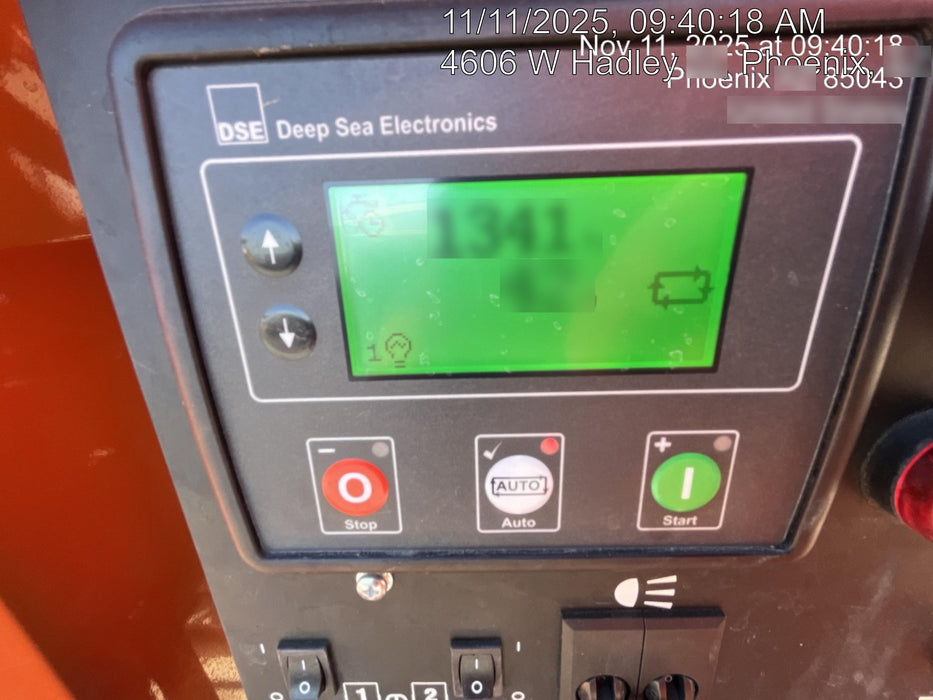 11/11/2025, 09:40:18 AM
Nov 11, 2025 at 09:40:18
4606 W Hadley Phoenix,
Phoenix 85043
DSE Deep Sea Electronics
1341
1
- ✓ +
O AUTO I
Stop Auto Start
I I I I
O O O O
1 2